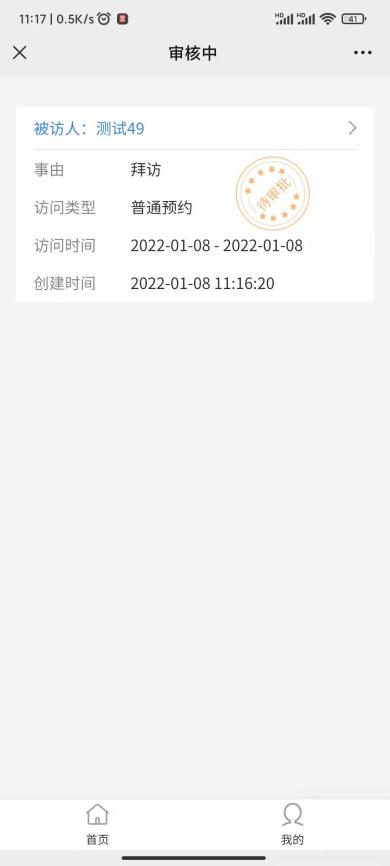 11:17 | 0.5K/s
HD HD 41
审核中
被访人：测试49
事由 拜访
待审批
访问类型 普通预约
访问时间 2022-01-08 - 2022-01-08
创建时间 2022-01-08 11:16:20
首页 我的